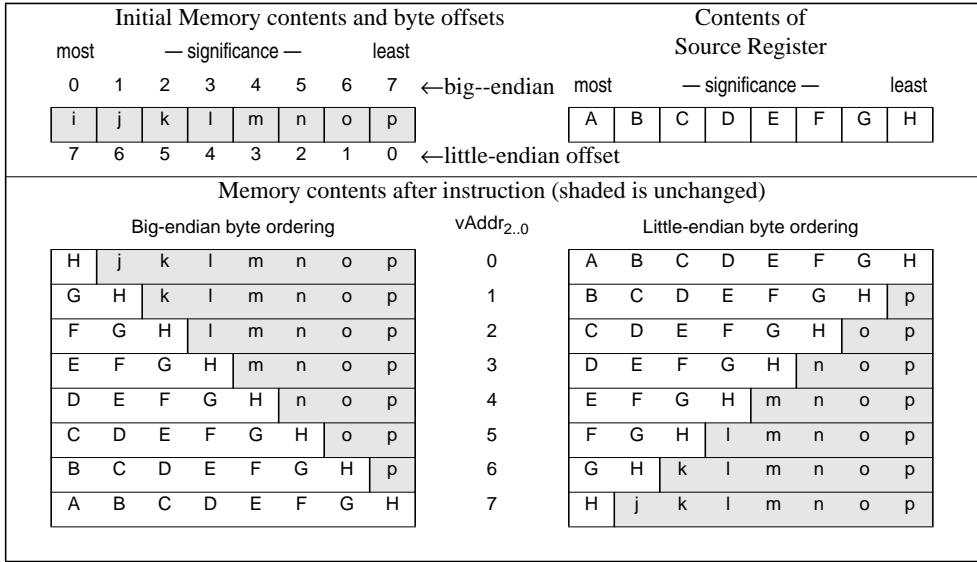 Initial Memory contents and byte offsets
most — significance — least
0 1 2 3 4 5 6 7 ←big--endian
i j k l m n o p
7 6 5 4 3 2 1 0 ←little-endian offset
Contents of
Source Register
most — significance — least
A B C D E F G H
Memory contents after instruction (shaded is unchanged)
Big-endian byte ordering vAddr2..0 Little-endian byte ordering
H j k l m n o p 0 A B C D E F G H
G H k l m n o p 1 B C D E F G H p
F G H l m n o p 2 C D E F G H o p
E F G H m n o p 3 D E F G H n o p
D E F G H n o p 4 E F G H m n o p
C D E F G H o p 5 F G H l m n o p
B C D E F G H p 6 G H k l m n o p
A B C D E F G H 7 H j k l m n o p